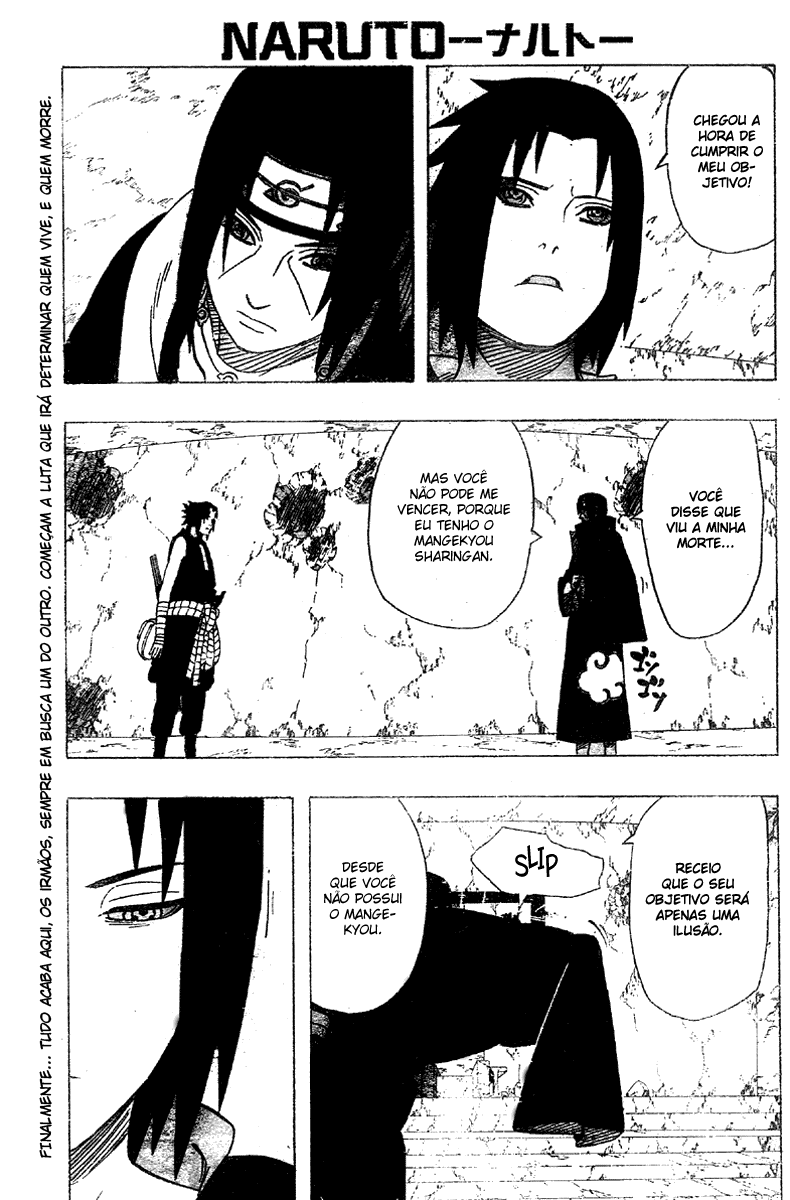 NARUTO―ナルト―
FINALMENTE... TUDO ACABA AQUI, OS IRMÃOS, SEMPRE EM BUSCA UM DO OUTRO. COMEÇAM A LUTA QUE IRÁ DETERMINAR QUEM VIVE, E QUEM MORRE.
CHEGOU A
HORA DE
CUMPRIR O
MEU OB-
JETIVO!
VOCÊ
DISSE QUE
VIU A MINHA
MORTE...
MAS VOCÊ
NÃO PODE ME
VENCER, PORQUE
EU TENHO O
MANGEKYOU
SHARINGAN.
RECEIO
QUE O SEU
OBJETIVO SERÁ
APENAS UMA
ILUSÃO.
SLIP
DESDE
QUE VOCÊ
NÃO POSSUI
O MANGE-
KYOU.